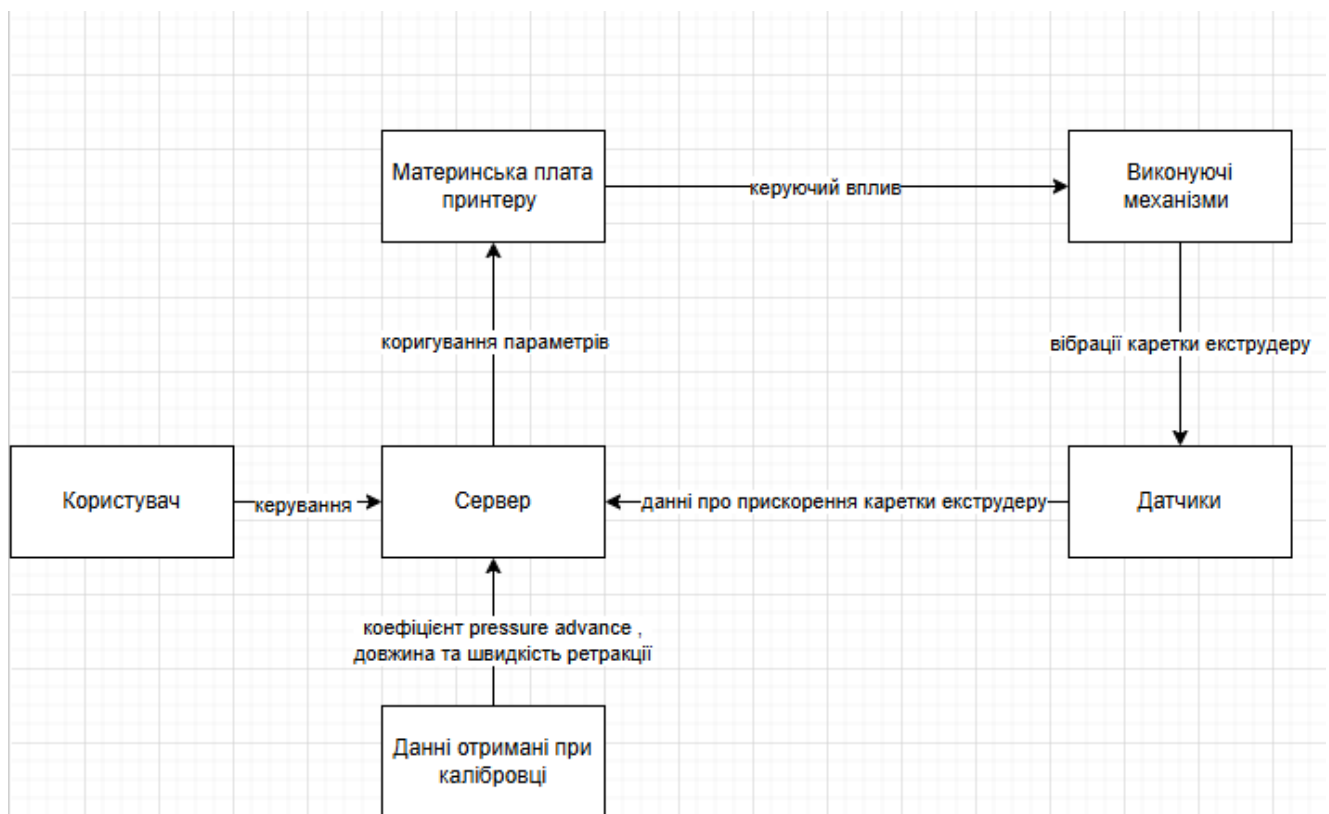 Материнська плата
принтеру
керуючий вплив
Виконуючі
механізми
коригування параметрів
вібрації каретки екструдеру
Користувач
керування
Сервер
данні про прискорення каретки екструдеру
Датчики
коефіцієнт pressure advance ,
довжина та швидкість ретракції
Данні отримані при
калібровці